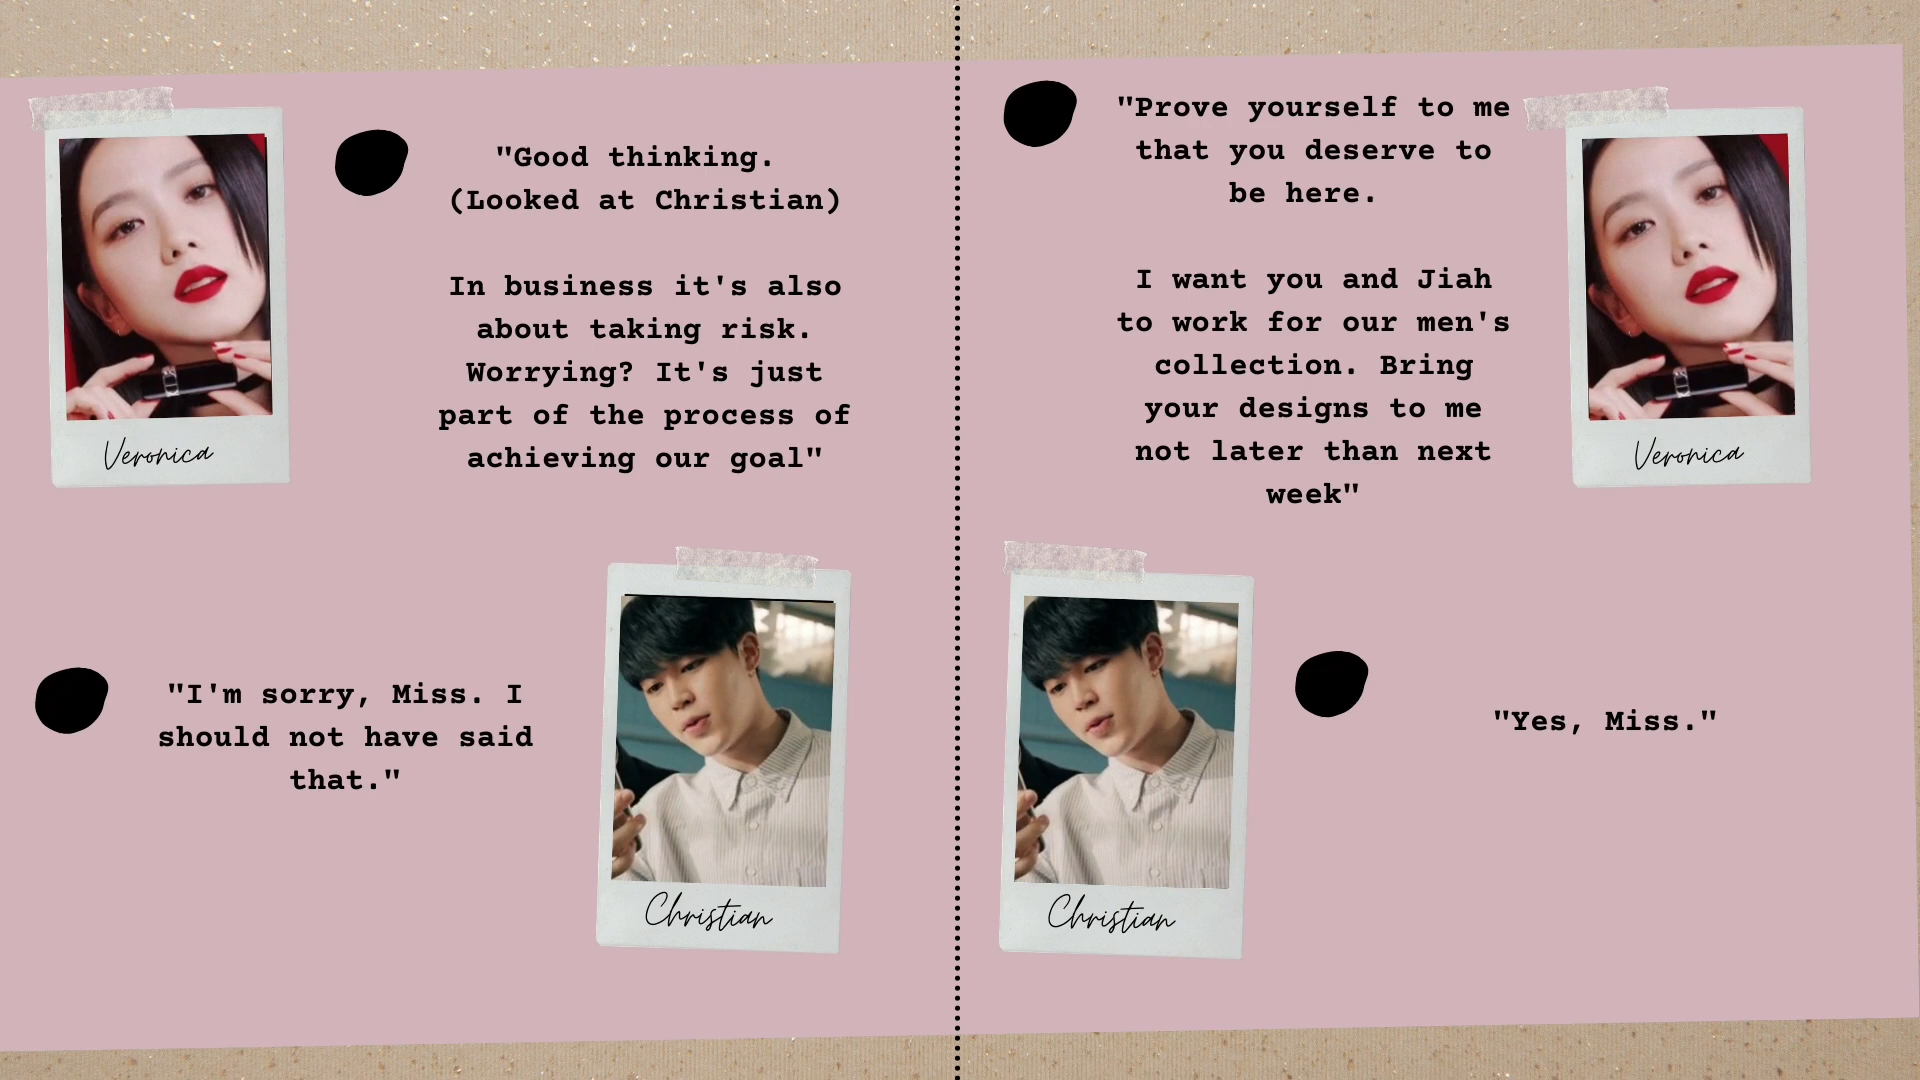 "Good thinking.
(Looked at Christian)
In business it's also
about taking risk.
Worrying? It's just
part of the process of
achieving our goal"
Veronica
"I'm sorry, Miss. I
should not have said
that."
Christian
"Prove yourself to me
that you deserve to
be here.
I want you and Jiah
to work for our men's
collection. Bring
your designs to me
not later than next
week"
Veronica
Christian
"Yes, Miss."